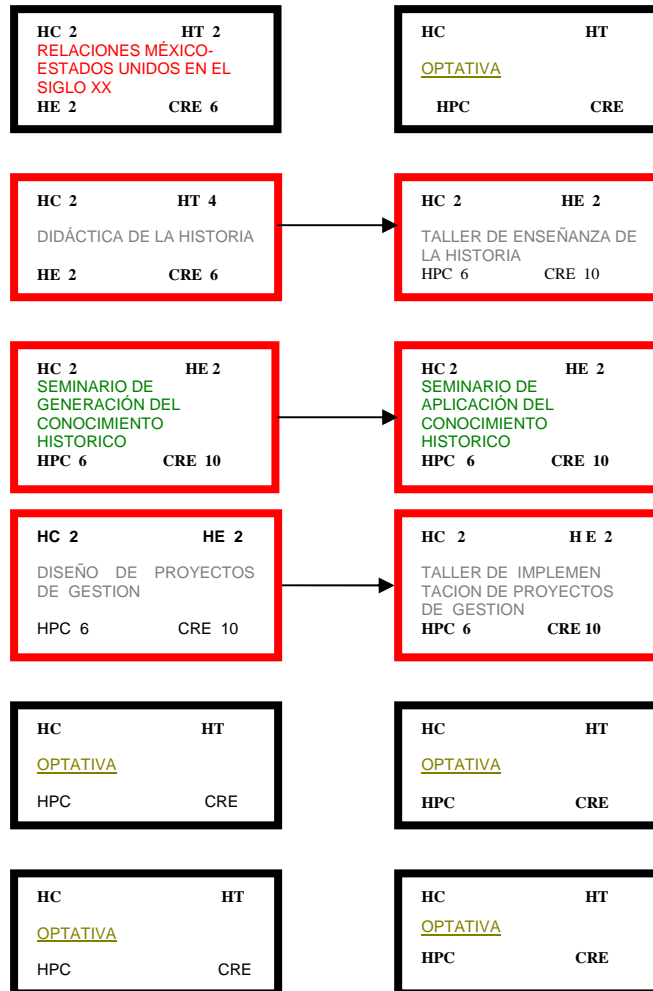 HC 2 HT 2
RELACIONES MÉXICO-
ESTADOS UNIDOS EN EL
SIGLO XX
HE 2 CRE 6
HC HT
OPTATIVA
HPC CRE
HC 2 HT 4
DIDÁCTICA DE LA HISTORIA
HE 2 CRE 6
HC 2 HE 2
TALLER DE ENSEÑANZA DE
LA HISTORIA
HPC 6 CRE 10
HC 2 HE 2
SEMINARIO DE
GENERACIÓN DEL
CONOCIMIENTO
HISTORICO
HPC 6 CRE 10
HC 2 HE 2
SEMINARIO DE
APLICACIÓN DEL
CONOCIMIENTO
HISTORICO
HPC 6 CRE 10
HC 2 HE 2
DISEÑO DE PROYECTOS
DE GESTION
HPC 6 CRE 10
HC 2 H E 2
TALLER DE IMPLEMEN
TACION DE PROYECTOS
DE GESTION
HPC 6 CRE 10
HC HT
OPTATIVA
HPC CRE
HC HT
OPTATIVA
HPC CRE
HC HT
OPTATIVA
HPC CRE
HC HT
OPTATIVA
HPC CRE